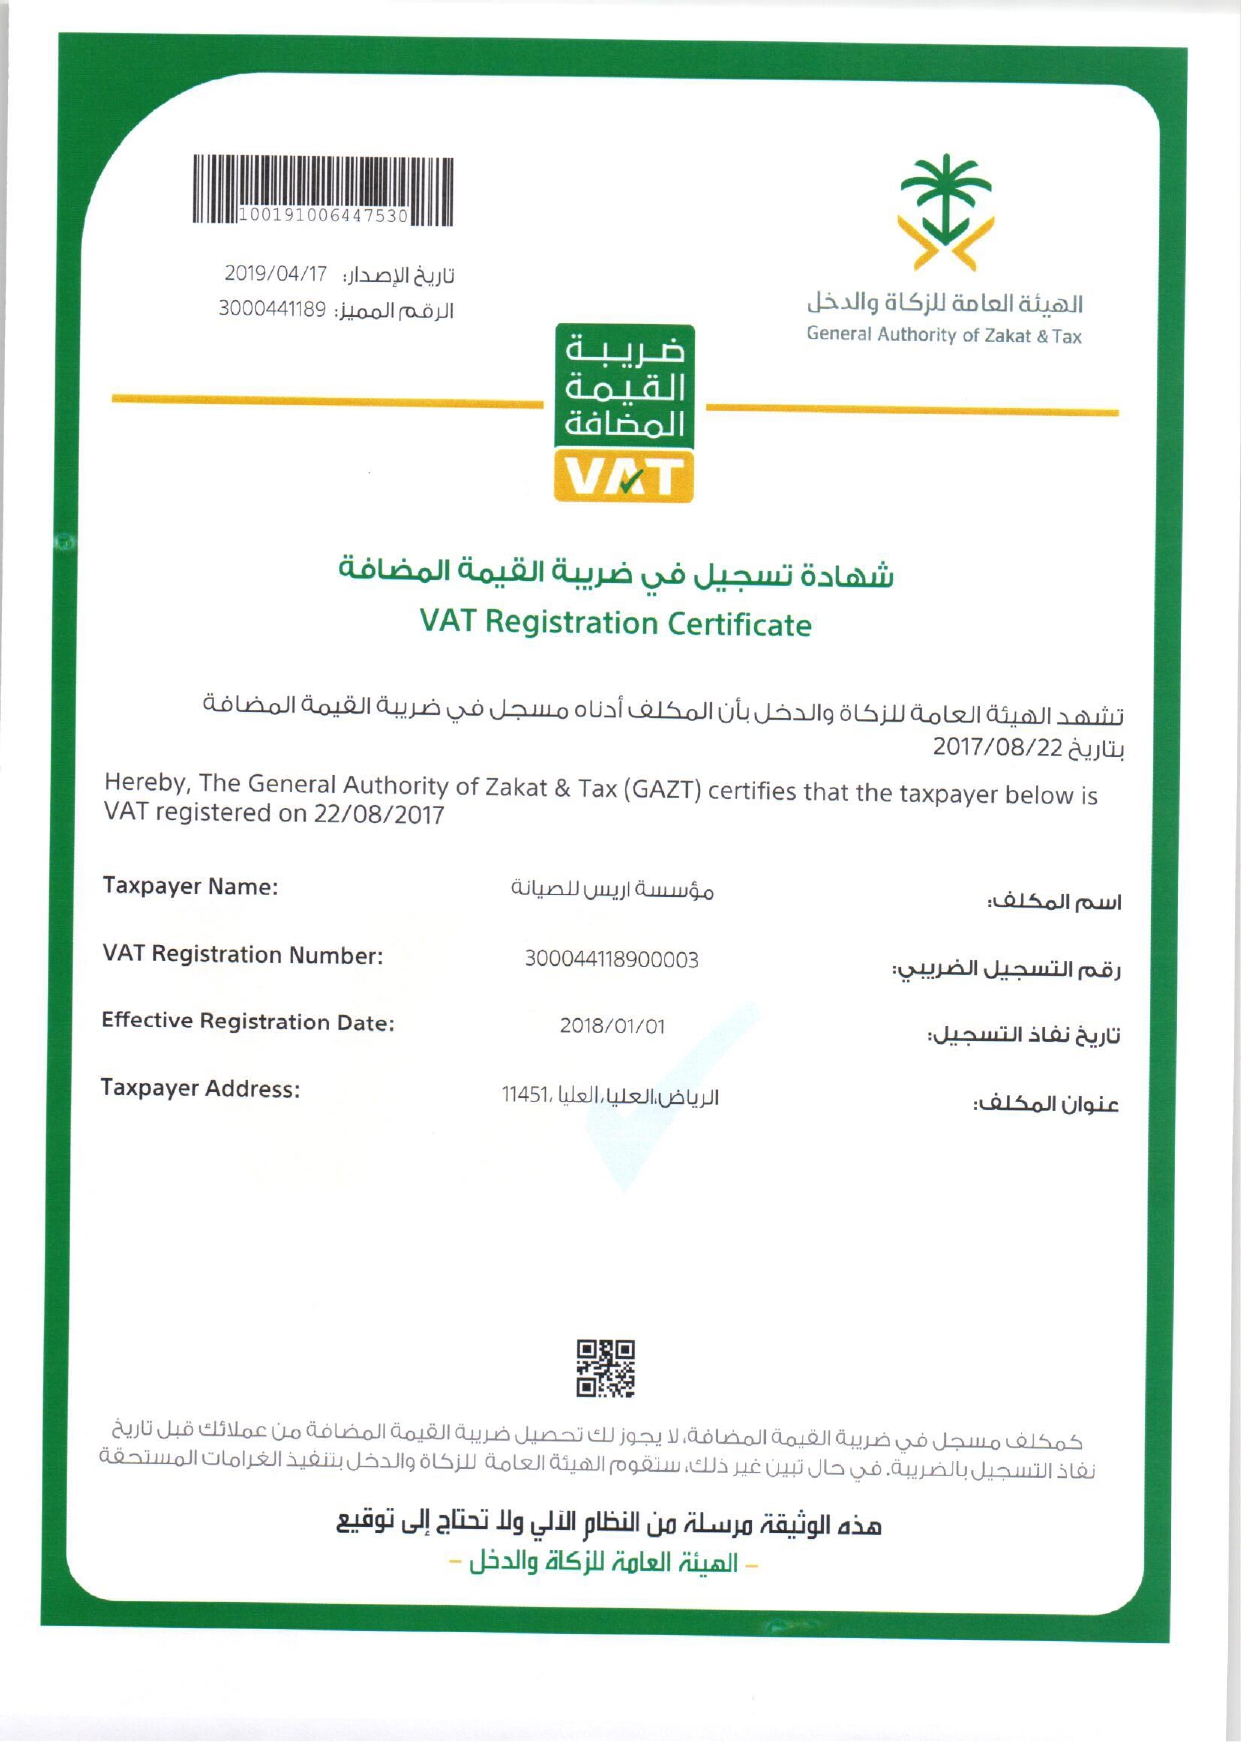 100191006447530
تاريخ الإصدار: 2019/04/17
الرقم المميز: 3000441189
الهيئة العامة للزكاة والدخل
General Authority of Zakat & Tax
ضريبة
القيمة
المضافة
VAT
شهادة تسجيل في ضريبة القيمة المضافة
VAT Registration Certificate
تشهد الهيئة العامة للزكاة والدخل بأن المكلف أدناه مسجل في ضريبة القيمة المضافة
بتاريخ 2017/08/22
Hereby, The General Authority of Zakat & Tax (GAZT) certifies that the taxpayer below is
VAT registered on 22/08/2017
Taxpayer Name: مؤسسة اريس للصيانة اسم المكلف:
VAT Registration Number: 300044118900003 رقم التسجيل الضريبي:
Effective Registration Date: 2018/01/01 تاريخ نفاذ التسجيل:
Taxpayer Address: الرياض،العليا،العليا ،11451 عنوان المكلف:
كمكلف مسجل في ضريبة القيمة المضافة، لا يجوز لك تحصيل ضريبة القيمة المضافة من عملائك قبل تاريخ
نفاذ التسجيل بالضريبة. في حال تبين غير ذلك، ستقوم الهيئة العامة للزكاة والدخل بتنفيذ الغرامات المستحقة
هذه الوثيقة مرسلة من النظام الآلي ولا تحتاج إلى توقيع
- الهيئة العامة للزكاة والدخل -